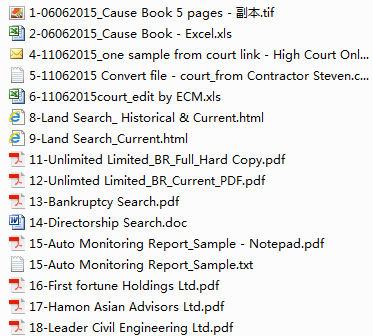 1-06062015_Cause Book 5 pages - 副本.tif
2-06062015_Cause Book - Excel.xls
4-11062015_one sample from court link - High Court Onl...
5-11062015 Convert file - court_from Contractor Steven.c...
6-11062015court_edit by ECM.xls
8-Land Search_ Historical & Current.html
9-Land Search_Current.html
11-Unlimited Limited_BR_Full_Hard Copy.pdf
12-Unlimted Limited_BR_Current_PDF.pdf
13-Bankruptcy Search.pdf
14-Directorship Search.doc
15-Auto Monitoring Report_Sample - Notepad.pdf
15-Auto Monitoring Report_Sample.txt
16-First fortune Holdings Ltd.pdf
17-Hamon Asian Advisors Ltd.pdf
18-Leader Civil Engineering Ltd.pdf